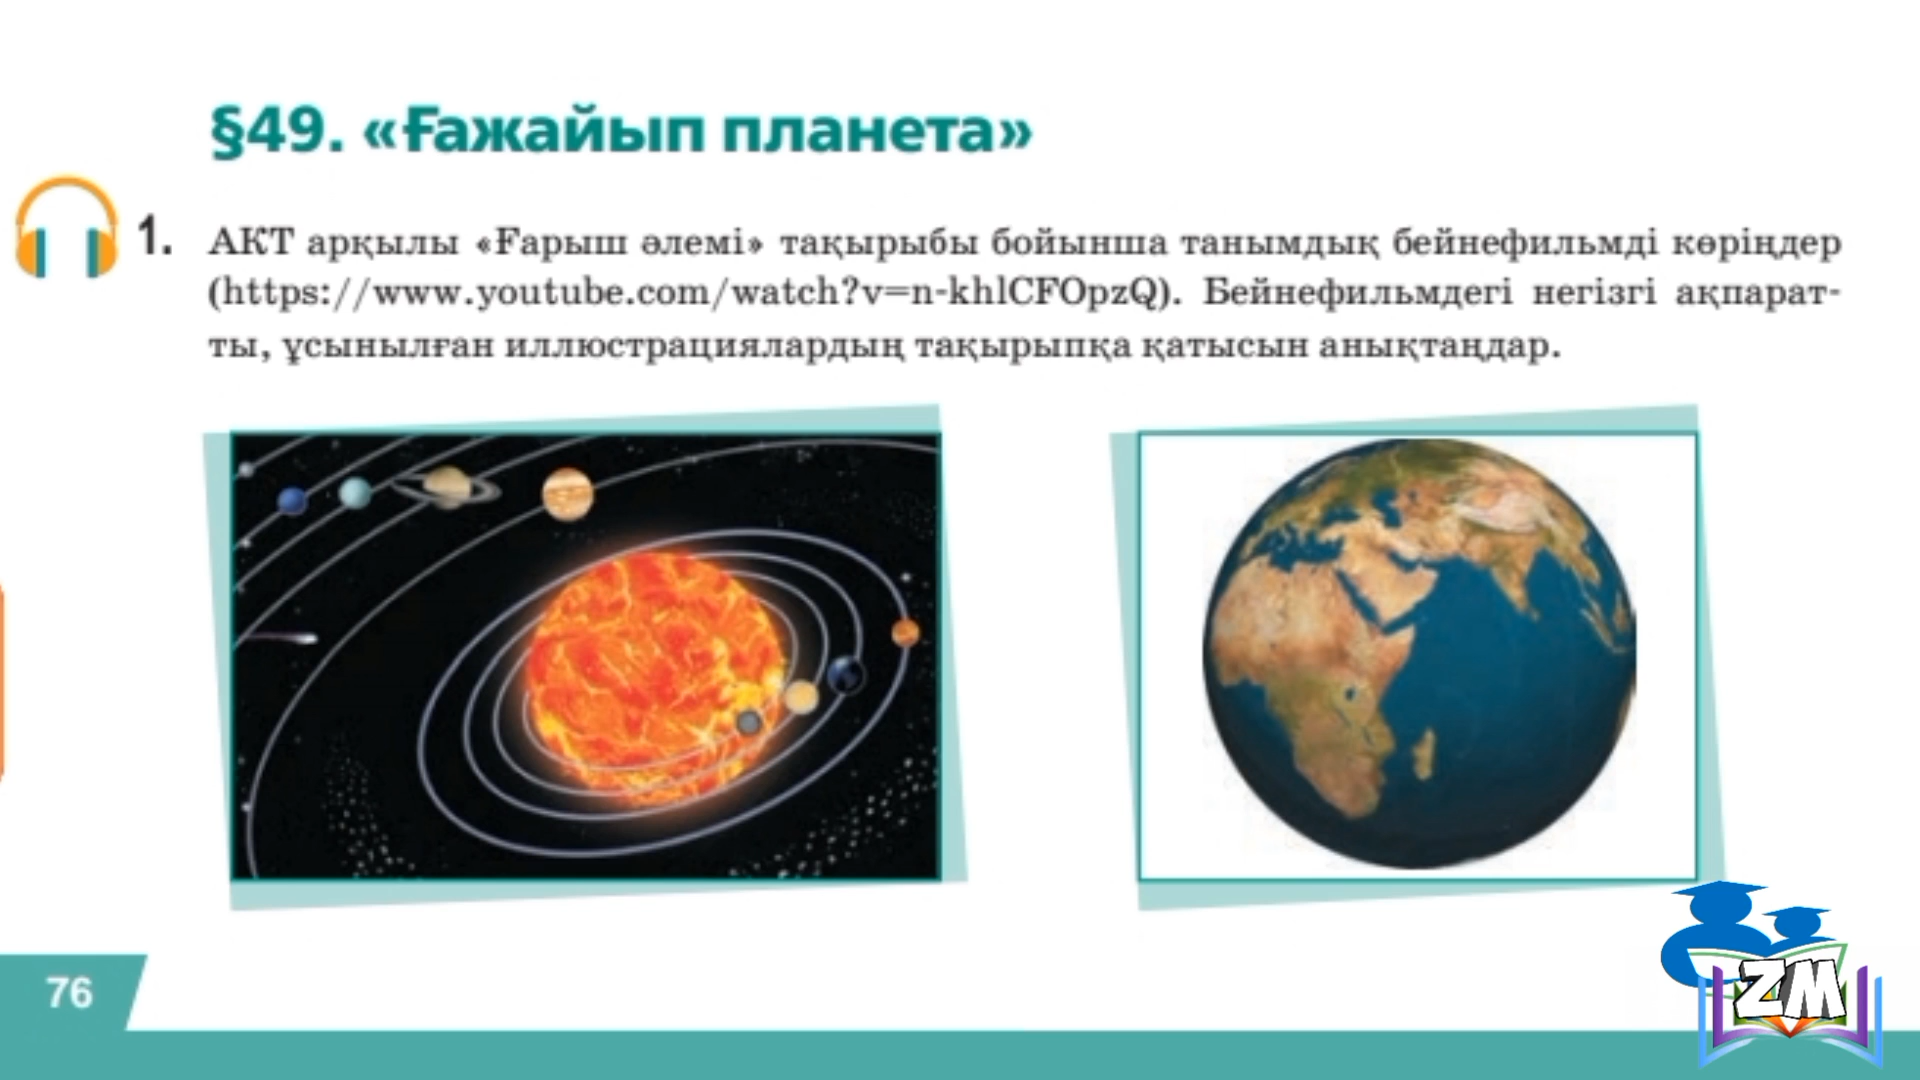 §49. «Ғажайып планета»
1. АКТ арқылы «Ғарыш әлемі» тақырыбы бойынша танымдық бейнефильмді көріңдер
(https://www.youtube.com/watch?v=n-khlCFOpzQ). Бейнефильмдегі негізгі ақпарат-
ты, ұсынылған иллюстрациялардың тақырыпқа қатысын анықтаңдар.
76
ZM